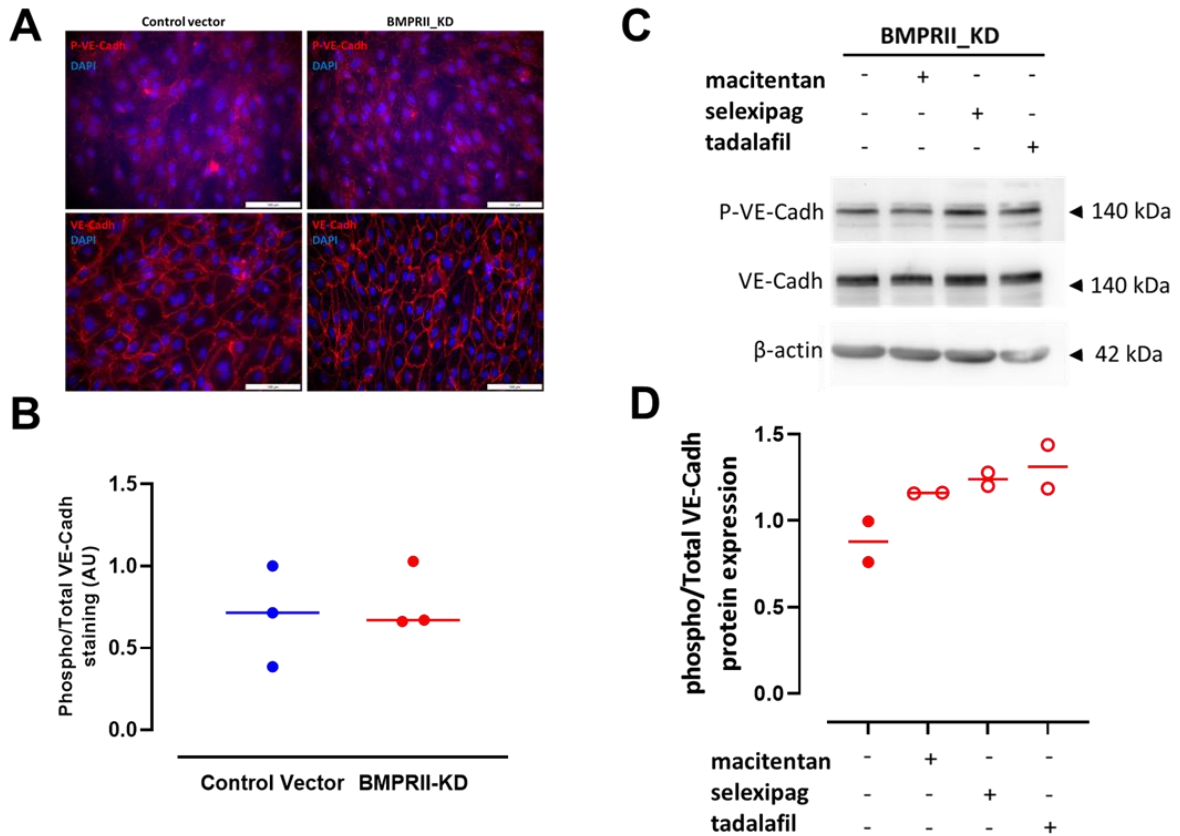 A
Control vector
BMPRII_KD
P-VE-Cadh
DAPI
P-VE-Cadh
DAPI
VE-Cadh
DAPI
VE-Cadh
DAPI
B
Phospho/Total VE-Cadh
staining (AU)
1.5
1.0
0.5
0.0
Control Vector BMPRII-KD
C
BMPRII_KD
macitentan - + - -
selexipag - - + -
tadalafil - - - +
P-VE-Cadh ◄ 140 kDa
VE-Cadh ◄ 140 kDa
β-actin ◄ 42 kDa
D
phospho/Total VE-Cadh
protein expression
1.5
1.0
0.5
0.0
macitentan - + - -
selexipag - - + -
tadalafil - - - +